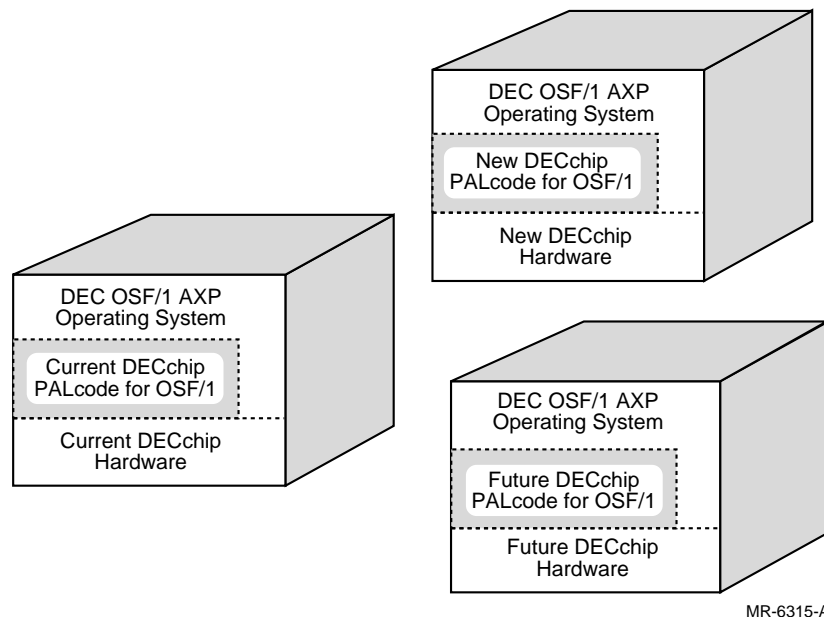 DEC OSF/1 AXP
Operating System
New DECchip
PALcode for OSF/1
New DECchip
Hardware
DEC OSF/1 AXP
Operating System
Current DECchip
PALcode for OSF/1
Current DECchip
Hardware
DEC OSF/1 AXP
Operating System
Future DECchip
PALcode for OSF/1
Future DECchip
Hardware
MR-6315-A